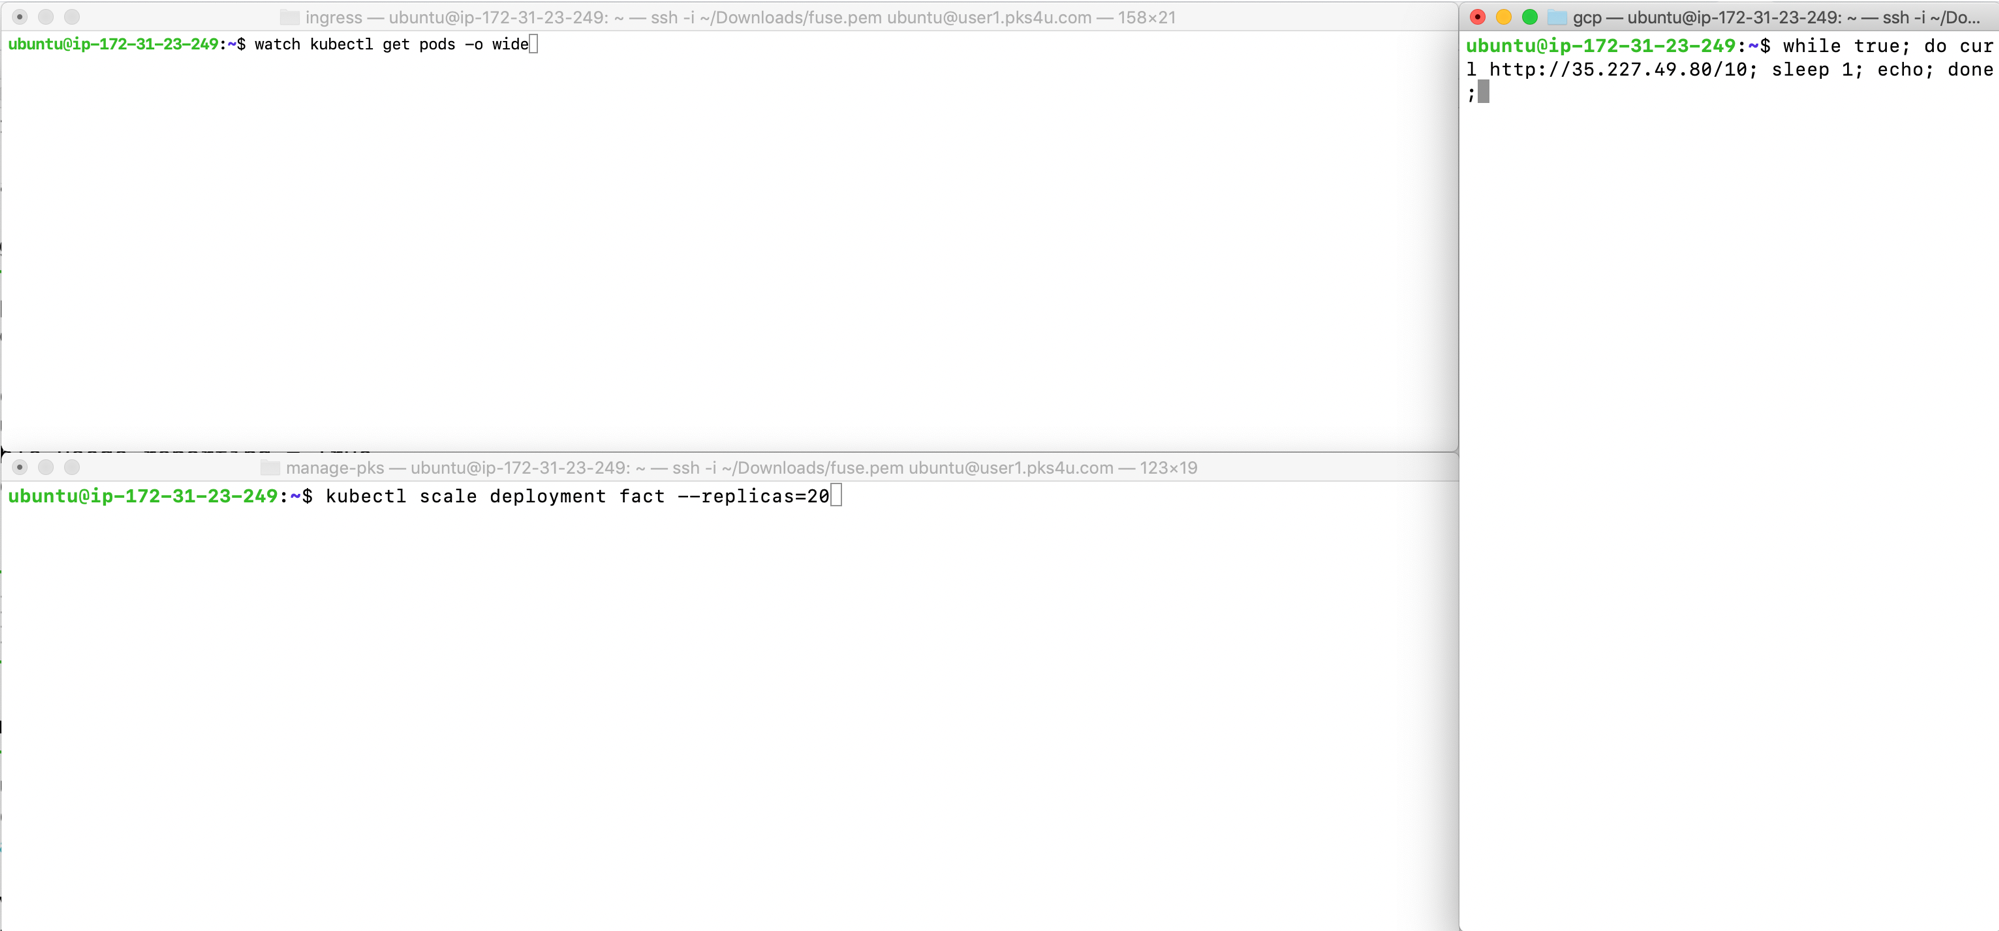 ingress — ubuntu@ip-172-31-23-249: ~ — ssh -i ~/Downloads/fuse.pem ubuntu@user1.pks4u.com — 158×21
ubuntu@ip-172-31-23-249:~$ watch kubectl get pods -o wide
manage-pks — ubuntu@ip-172-31-23-249: ~ — ssh -i ~/Downloads/fuse.pem ubuntu@user1.pks4u.com — 123×19
ubuntu@ip-172-31-23-249:~$ kubectl scale deployment fact --replicas=20
gcp — ubuntu@ip-172-31-23-249: ~ — ssh -i ~/Do...
ubuntu@ip-172-31-23-249:~$ while true; do cur
l http://35.227.49.80/10; sleep 1; echo; done
;